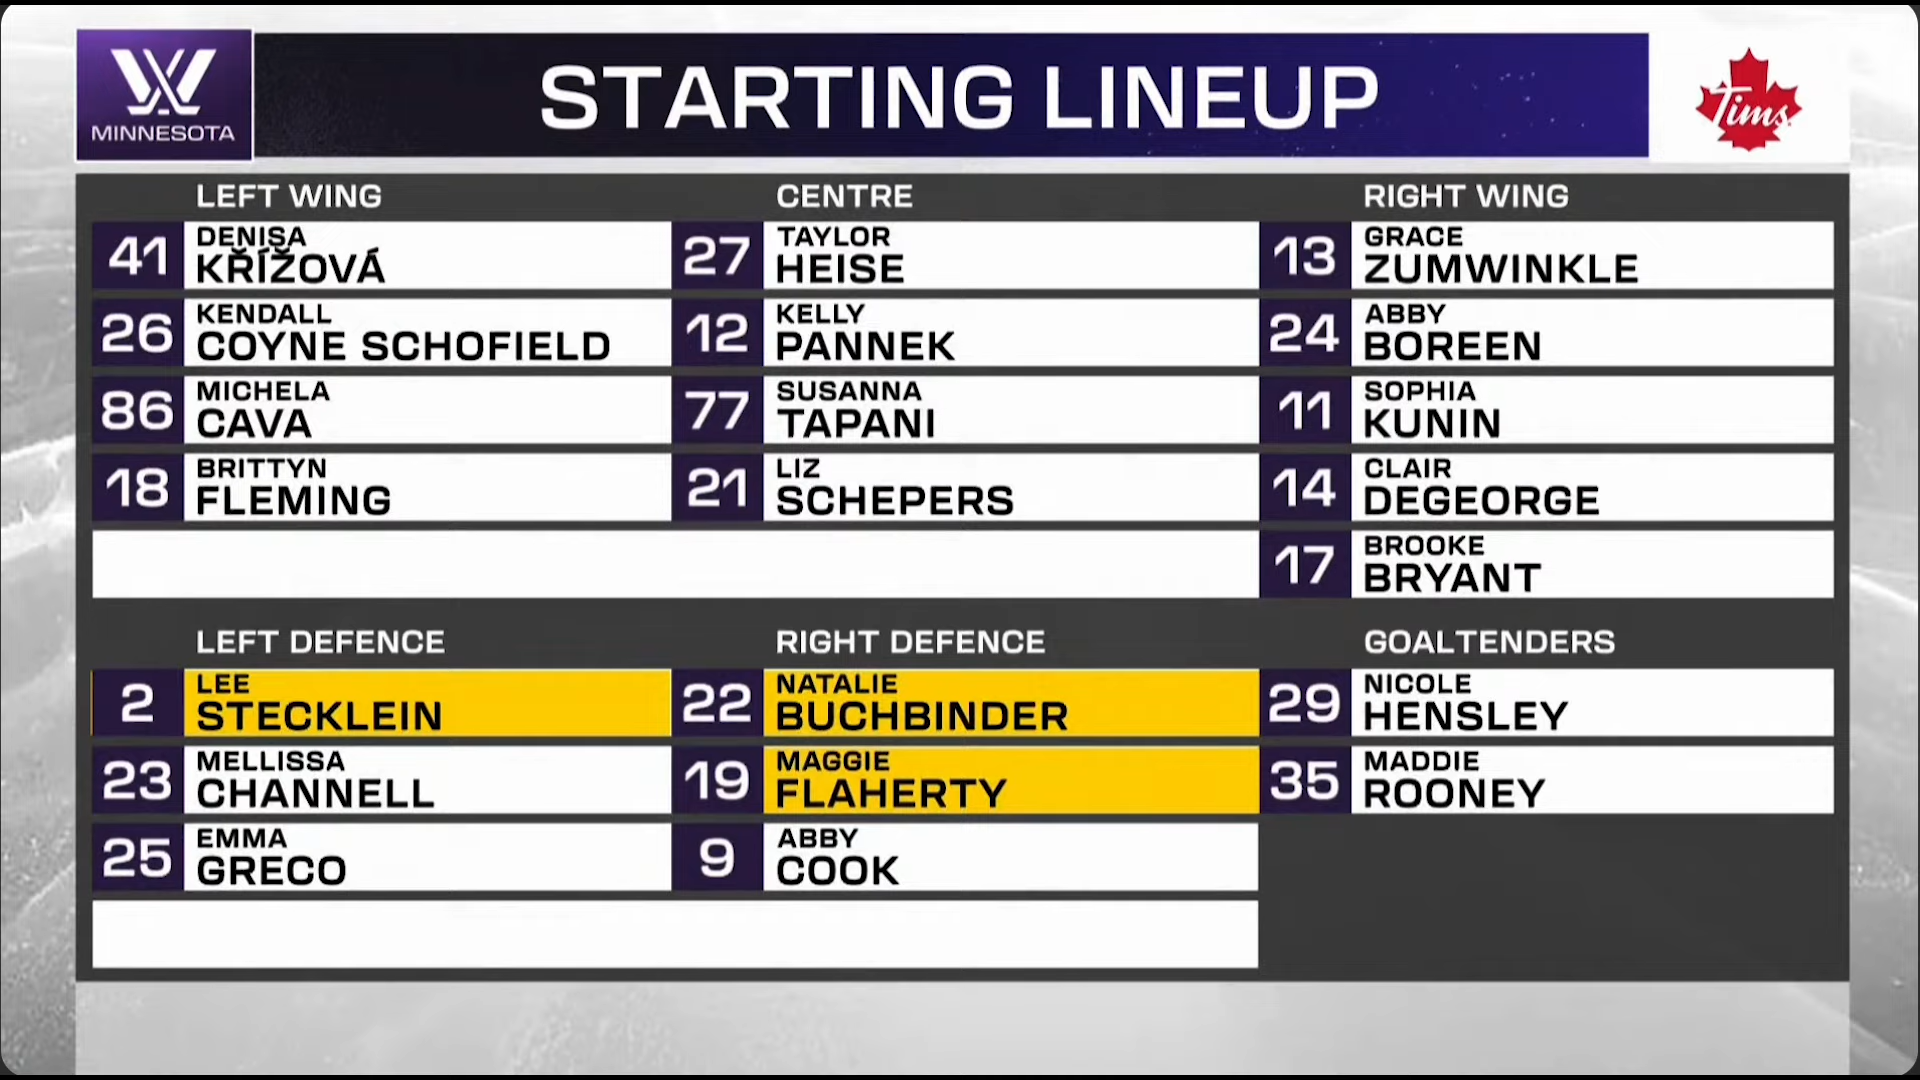 MINNESOTA
STARTING LINEUP
Tims
LEFT WING
CENTRE
RIGHT WING
41 DENISA KŘÍŽOVÁ
27 TAYLOR HEISE
13 GRACE ZUMWINKLE
26 KENDALL COYNE SCHOFIELD
12 KELLY PANNEK
24 ABBY BOREEN
86 MICHELA CAVA
77 SUSANNA TAPANI
11 SOPHIA KUNIN
18 BRITTYN FLEMING
21 LIZ SCHEPERS
14 CLAIR DEGEORGE
17 BROOKE BRYANT
LEFT DEFENCE
RIGHT DEFENCE
GOALTENDERS
2 LEE STECKLEIN
22 NATALIE BUCHBINDER
29 NICOLE HENSLEY
23 MELLISSA CHANNELL
19 MAGGIE FLAHERTY
35 MADDIE ROONEY
25 EMMA GRECO
9 ABBY COOK